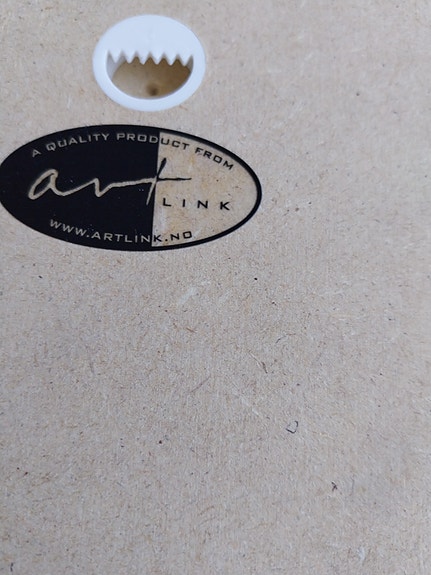 A QUALITY PRODUCT FROM
art
LINK
WWW.ARTLINK.NO